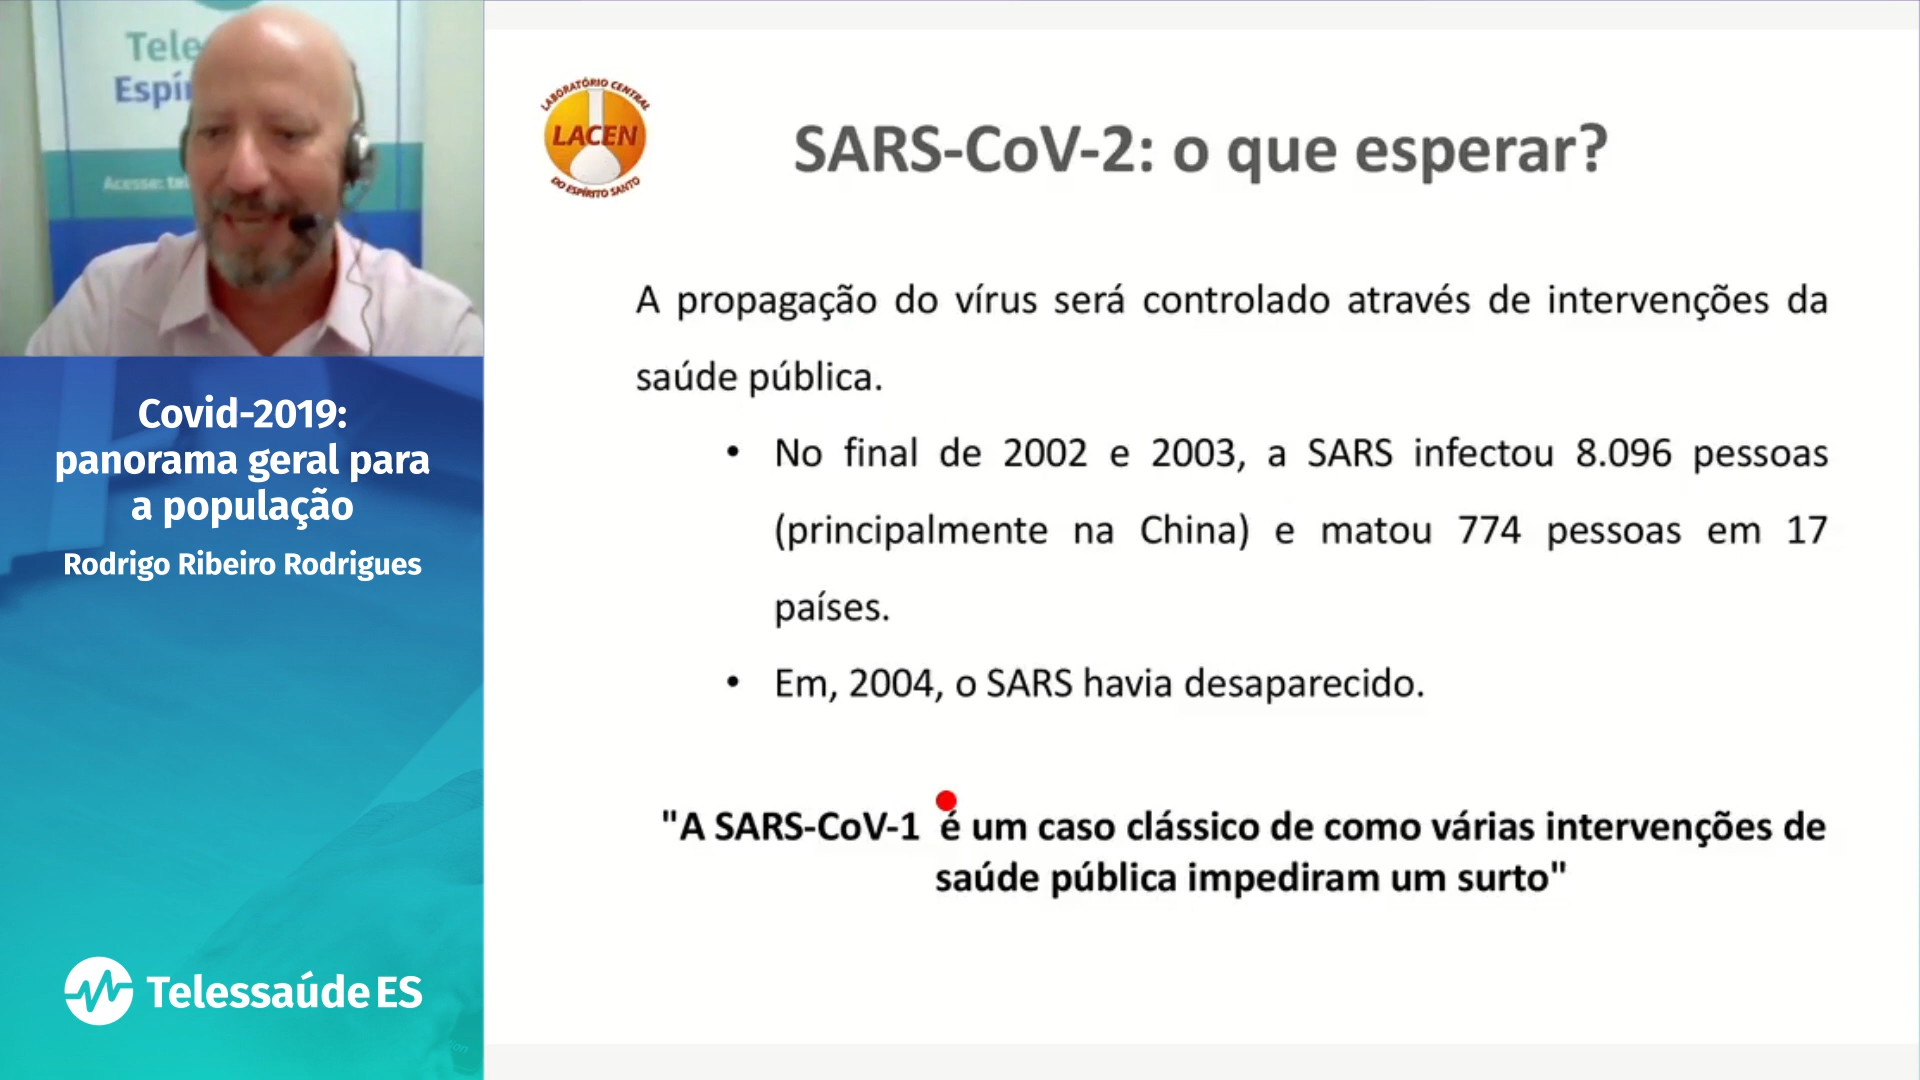 Tele
Espí
Acesse: tel
Covid-2019:
panorama geral para
a população
Rodrigo Ribeiro Rodrigues
TelessaúdeES
LABORATÓRIO CENTRAL
LACEN
DO ESPÍRITO SANTO
SARS-CoV-2: o que esperar?
A propagação do vírus será controlado através de intervenções da
saúde pública.
• No final de 2002 e 2003, a SARS infectou 8.096 pessoas
(principalmente na China) e matou 774 pessoas em 17
países.
• Em, 2004, o SARS havia desaparecido.
"A SARS-CoV-1 é um caso clássico de como várias intervenções de
saúde pública impediram um surto"